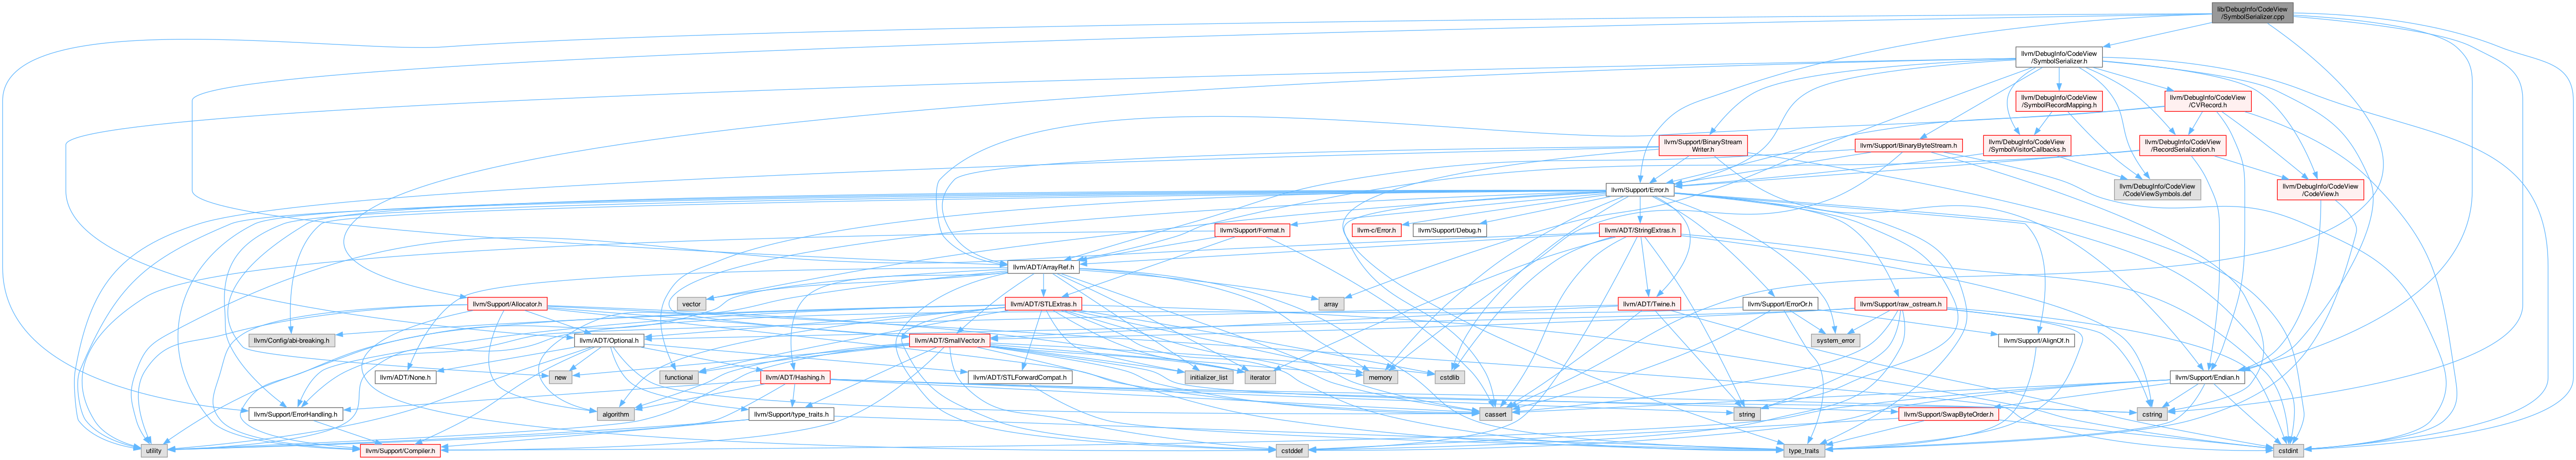 lib/DebugInfo/CodeView
/SymbolSerializer.cpp
llvm/DebugInfo/CodeView
/SymbolSerializer.h
llvm/DebugInfo/CodeView
/SymbolRecordMapping.h
llvm/DebugInfo/CodeView
/CVRecord.h
llvm/Support/BinaryStream
Writer.h
llvm/Support/BinaryByteStream.h
llvm/DebugInfo/CodeView
/SymbolVisitorCallbacks.h
llvm/DebugInfo/CodeView
/RecordSerialization.h
llvm/Support/Error.h
llvm/DebugInfo/CodeView
/CodeViewSymbols.def
llvm/DebugInfo/CodeView
/CodeView.h
llvm/Support/Format.h
llvm-c/Error.h
llvm/Support/Debug.h
llvm/ADT/StringExtras.h
llvm/ADT/ArrayRef.h
llvm/Support/Allocator.h
vector
llvm/ADT/STLExtras.h
array
llvm/ADT/Twine.h
llvm/Support/ErrorOr.h
llvm/Support/raw_ostream.h
llvm/Config/abi-breaking.h
llvm/ADT/Optional.h
llvm/ADT/SmallVector.h
system_error
llvm/Support/AlignOf.h
llvm/ADT/None.h
new
functional
llvm/ADT/Hashing.h
llvm/ADT/STLForwardCompat.h
initializer_list
iterator
memory
cstdlib
llvm/Support/Endian.h
llvm/Support/ErrorHandling.h
algorithm
llvm/Support/type_traits.h
cassert
string
llvm/Support/SwapByteOrder.h
cstring
utility
llvm/Support/Compiler.h
cstddef
type_traits
cstdint